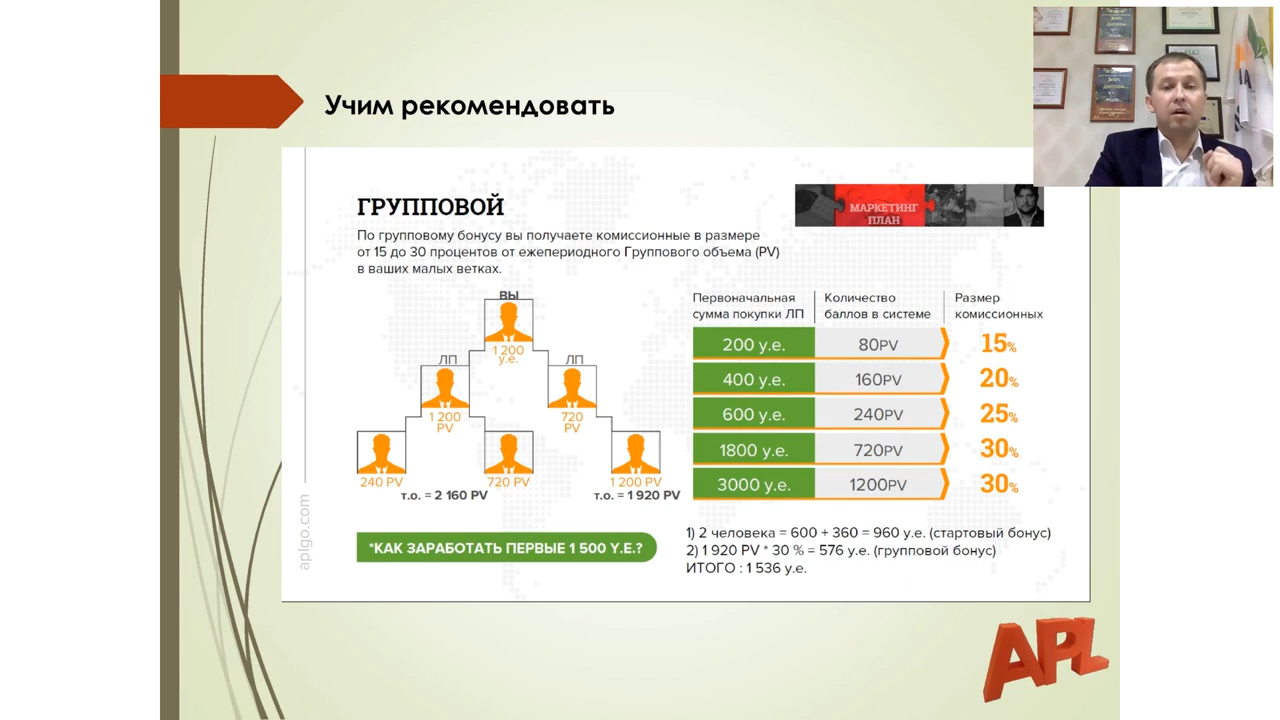 Учим рекомендовать
ГРУППОВОЙ
МАРКЕТИНГ
ПЛАН
По групповому бонусу вы получаете комиссионные в размере
от 15 до 30 процентов от ежепериодного Группового объема (PV)
в ваших малых ветках.
ВЫ
1 200
у.е.
ЛП
ЛП
1 200
PV
720
PV
240 PV
720 PV
1 200 PV
т.о. = 2 160 PV
т.о. = 1 920 PV
Первоначальная
сумма покупки ЛП
Количество
баллов в системе
Размер
комиссионных
200 у.е. 80PV 15%
400 у.е. 160PV 20%
600 у.е. 240PV 25%
1800 у.е. 720PV 30%
3000 у.е. 1200PV 30%
*КАК ЗАРАБОТАТЬ ПЕРВЫЕ 1 500 У.Е.?
1) 2 человека = 600 + 360 = 960 у.е. (стартовый бонус)
2) 1 920 PV * 30 % = 576 у.е. (групповой бонус)
ИТОГО : 1 536 у.е.
aplgo.com
APL